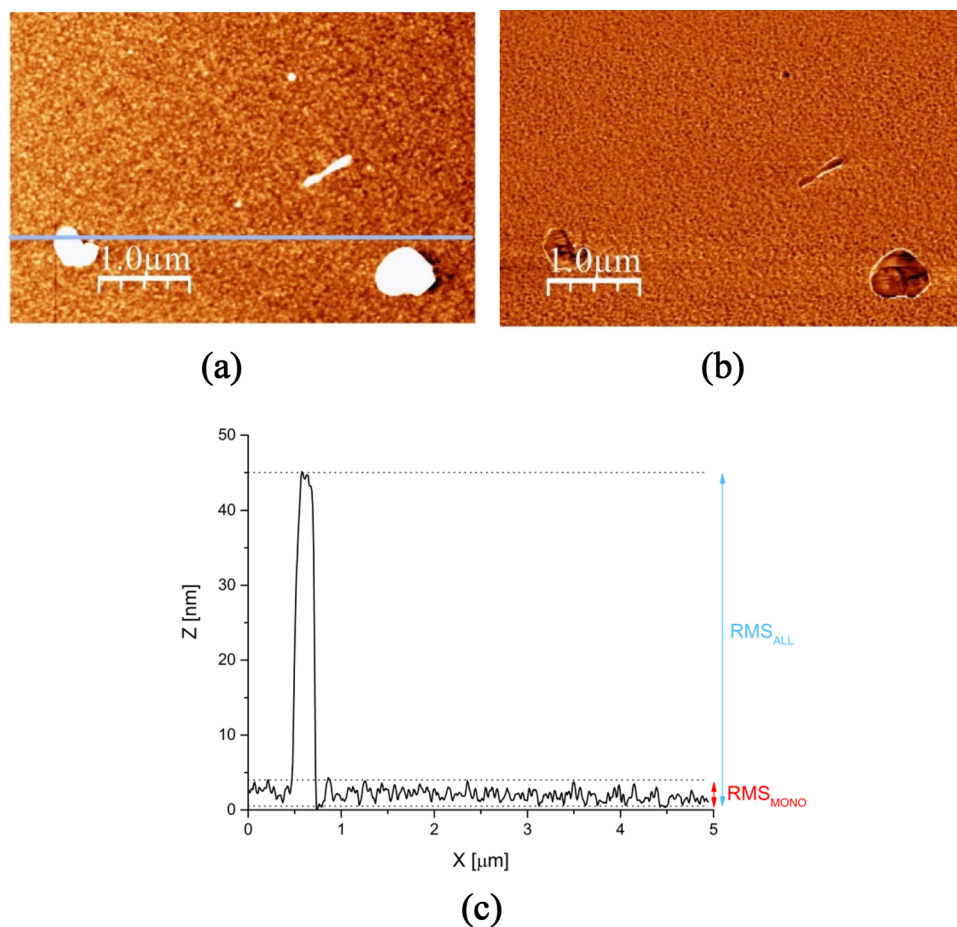 1.0μm
1.0μm
(a)
(b)
50
40
30
20
10
0
Z [nm]
RMS_ALL
RMS_MONO
0 1 2 3 4 5
X [μm]
(c)